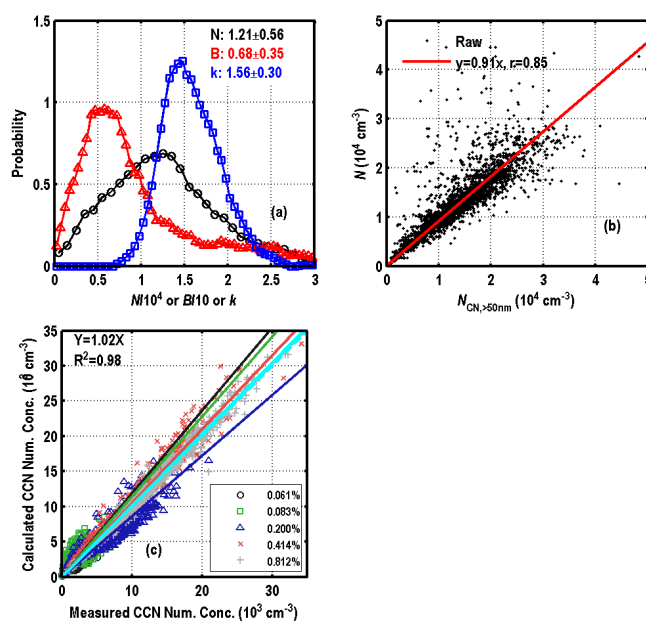 N: 1.21±0.56
B: 0.68±0.35
k: 1.56±0.30
1.5
1
0.5
0
Probability
(a)
0 0.5 1 1.5 2 2.5 3
N/10⁴ or B/10 or k
Raw
y=0.91x, r=0.85
5
4
3
2
1
0
N (10⁴ cm⁻³)
(b)
0 1 2 3 4 5
N_CN,>50nm (10⁴ cm⁻³)
Y=1.02X
R²=0.98
35
30
25
20
15
10
5
0
Calculated CCN Num. Conc. (10³ cm⁻³)
0.061%
0.083%
0.200%
0.414%
0.812%
(c)
0 10 20 30
Measured CCN Num. Conc. (10³ cm⁻³)